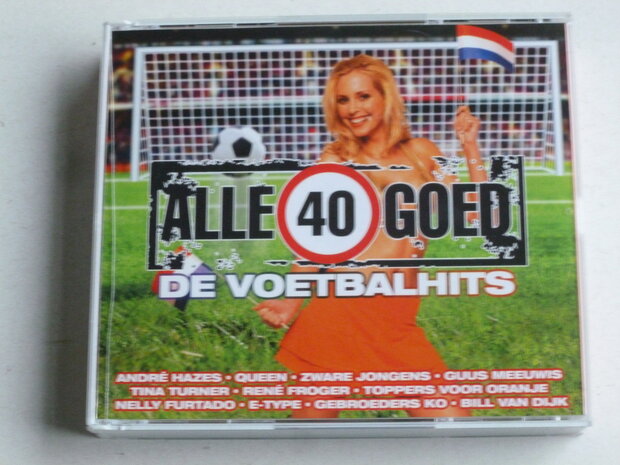 ALLE 40 GOED
DE VOETBALHITS
ANDRÉ HAZES • QUEEN • ZWARE JONGENS • GUUS MEEUWIS
TINA TURNER • RENÉ FROGER • TOPPERS VOOR ORANJE
NELLY FURTADO • E-TYPE • GEBROEDERS KO • BILL VAN DIJK